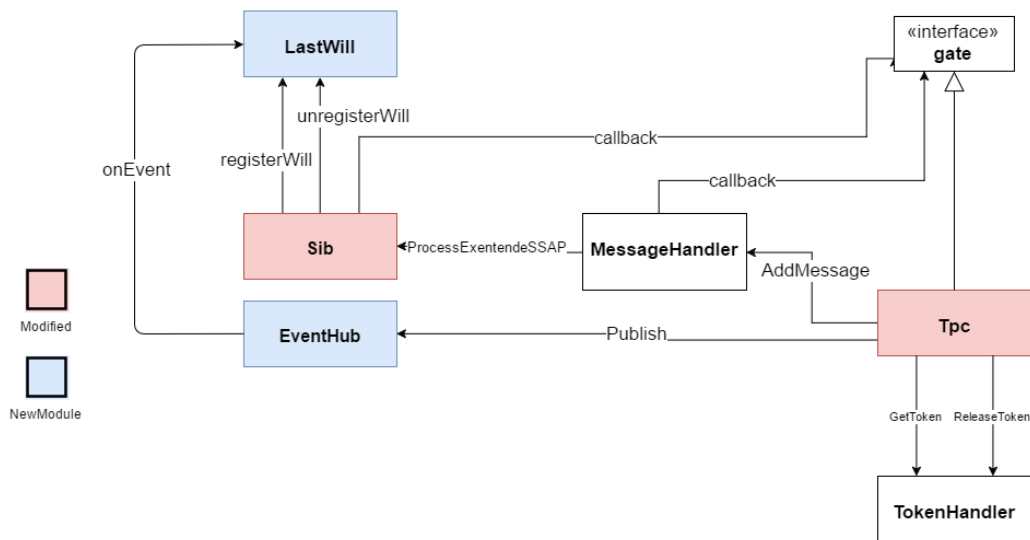 LastWill
«interface»
gate
unregisterWill
callback
registerWill
onEvent
callback
Sib
ProcessExentendeSSAP
MessageHandler
AddMessage
Modified
EventHub
Publish
Tpc
NewModule
GetToken
ReleaseToken
TokenHandler